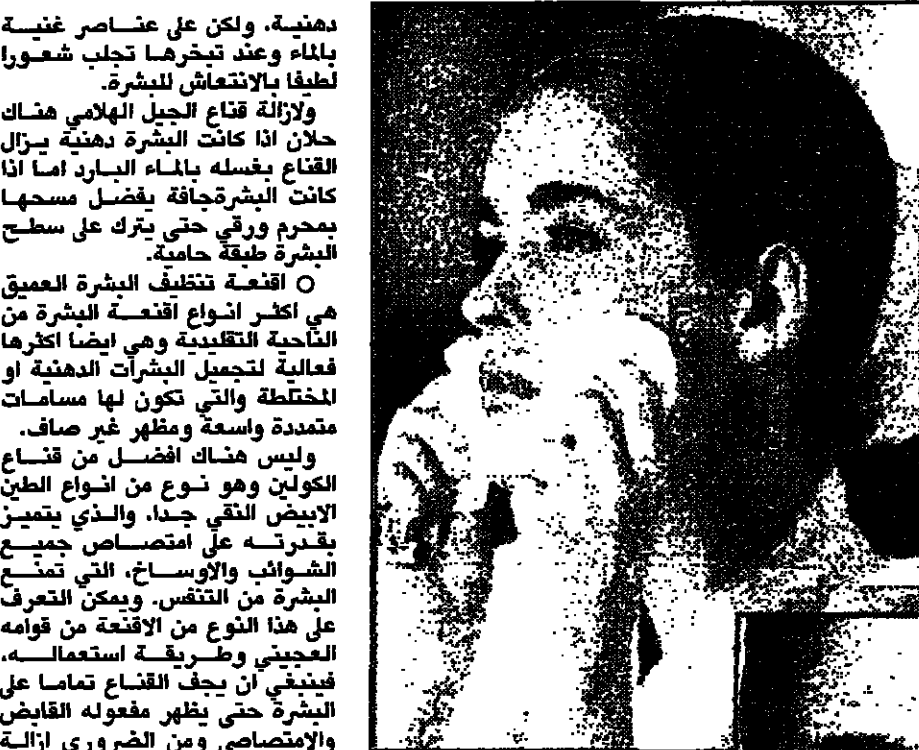 دهنية، ولكن على عناصر غنية
بالماء وعند تبخرها تجلب شعورا
لطيفا بالانتعاش للبشرة.
ولازالة قناع الجيل الهلامي هناك
حلان اذا كانت البشرة دهنية يزال
القناع بغسله بالماء البارد اما اذا
كانت البشرةجافة يفضل مسحها
بمحرم ورقي حتى يترك على سطح
البشرة طبقة حامية.
○ اقنعة تنظيف البشرة العميق
هي اكثر انواع اقنعة البشرة من
الناحية التقليدية وهي ايضا اكثرها
فعالية لتجميل البشرات الدهنية او
المختلطة والتي تكون لها مسامات
متمددة واسعة ومظهر غير صاف.
وليس هناك افضل من قناع
الكولين وهو نوع من انواع الطين
الابيض النقي جدا، والذي يتميز
بقدرته على امتصاص جميع
الشوائب والاوساخ، التي تمنع
البشرة من التنفس. ويمكن التعرف
على هذا النوع من الاقنعة من قوامه
العجيني وطريقة استعماله،
فينبغي ان يجف القناع تماما على
البشرة حتى يظهر مفعوله القابض
والامتصاصي ومن الضروري ازالة